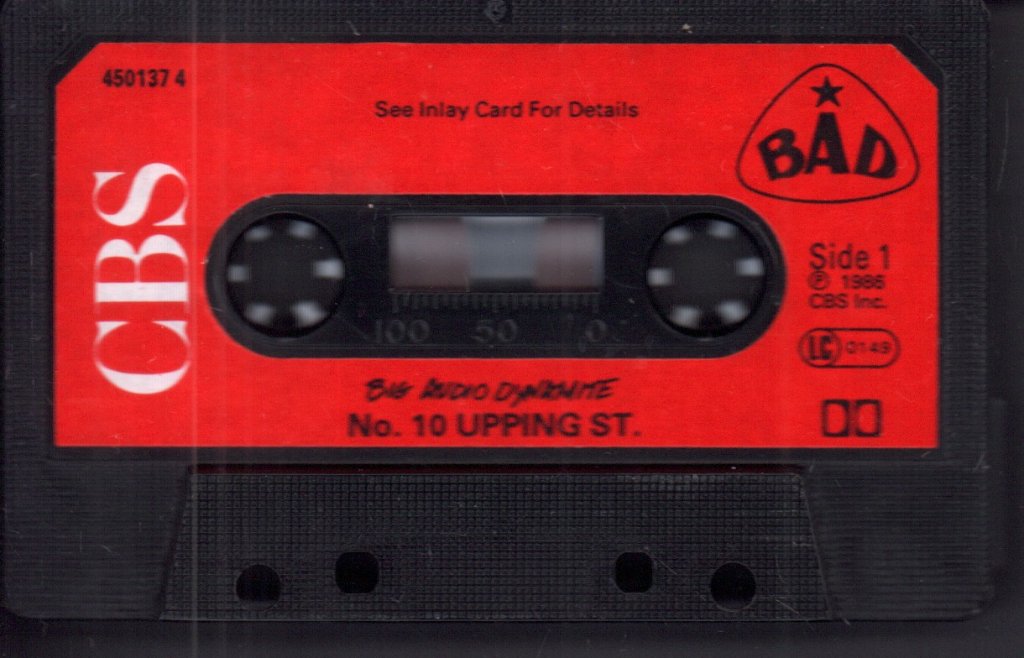 450137 4
See Inlay Card For Details
BAD
CBS
Side 1
℗ 1986
CBS Inc.
LC 0149
100 50 0
BIG AUDIO DYNAMITE
No. 10 UPPING ST.